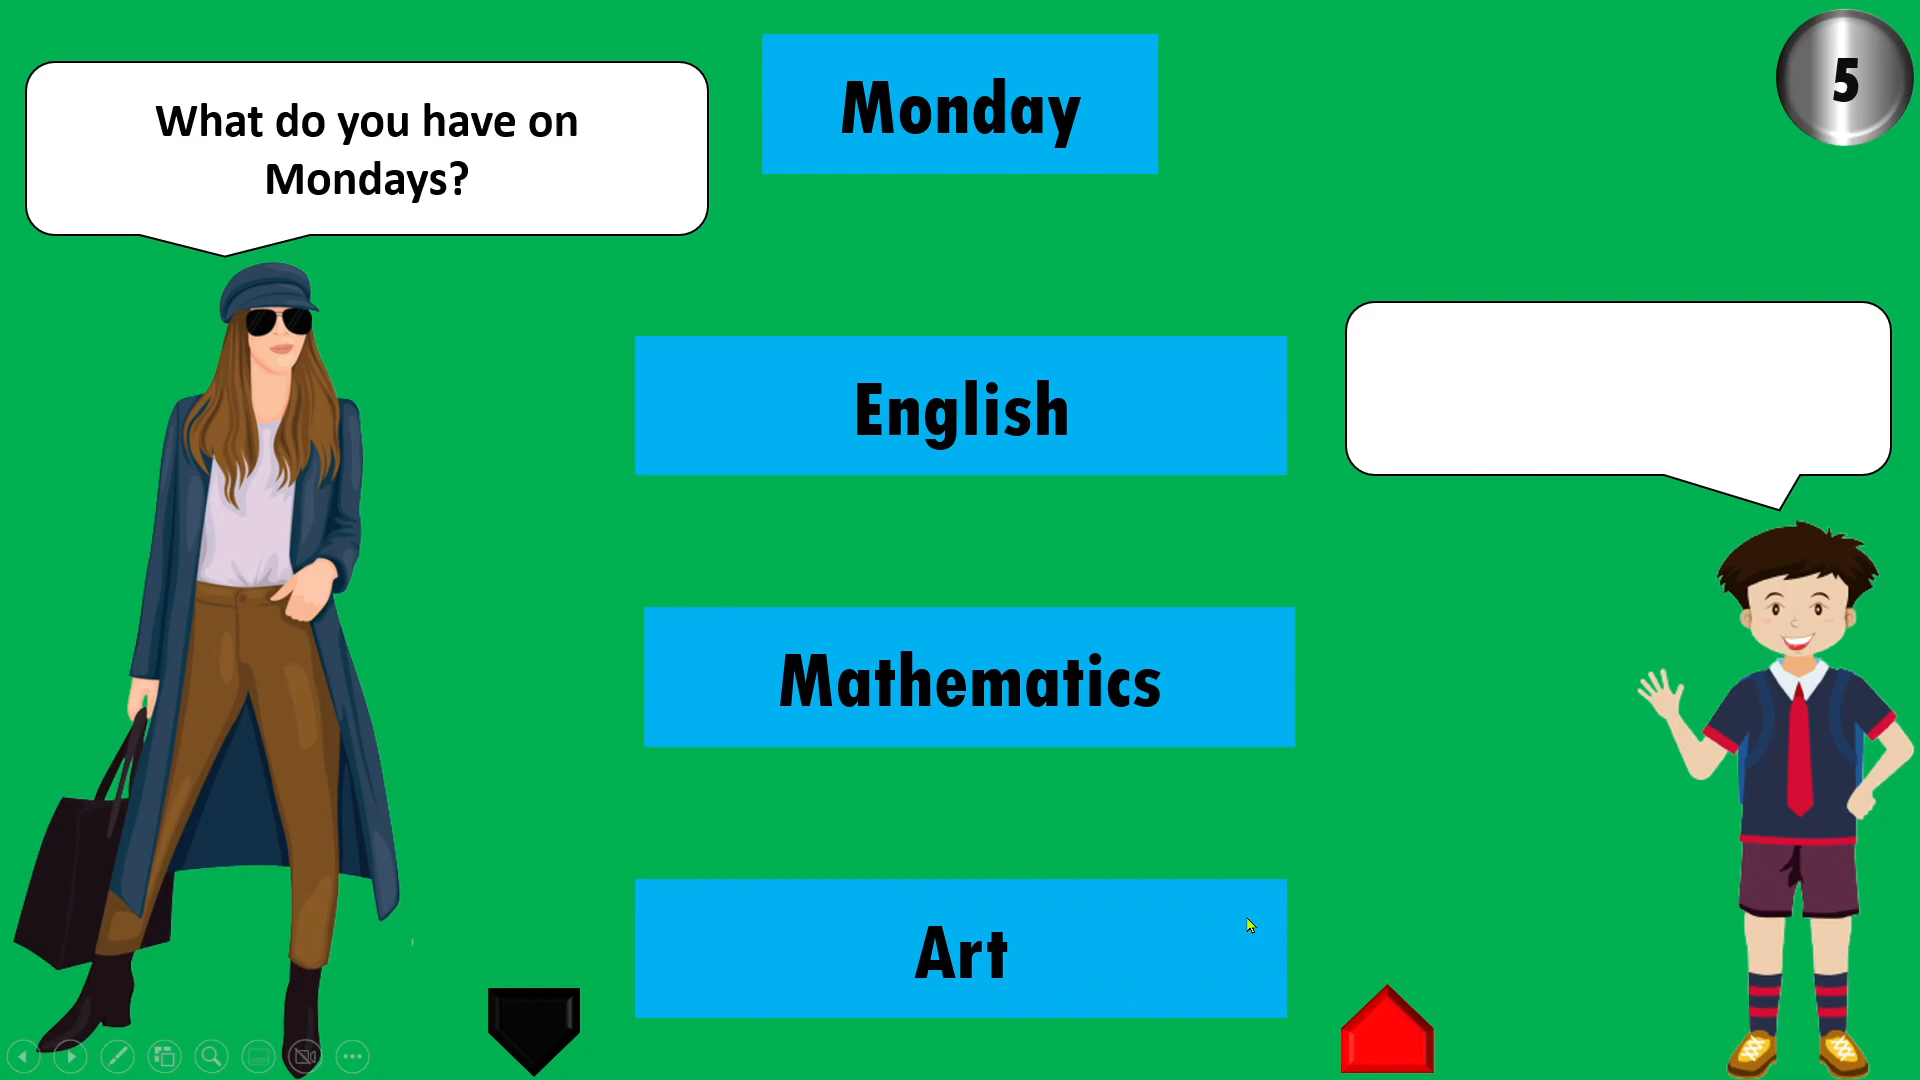 What do you have on
Mondays?
Monday
5
English
Mathematics
Art